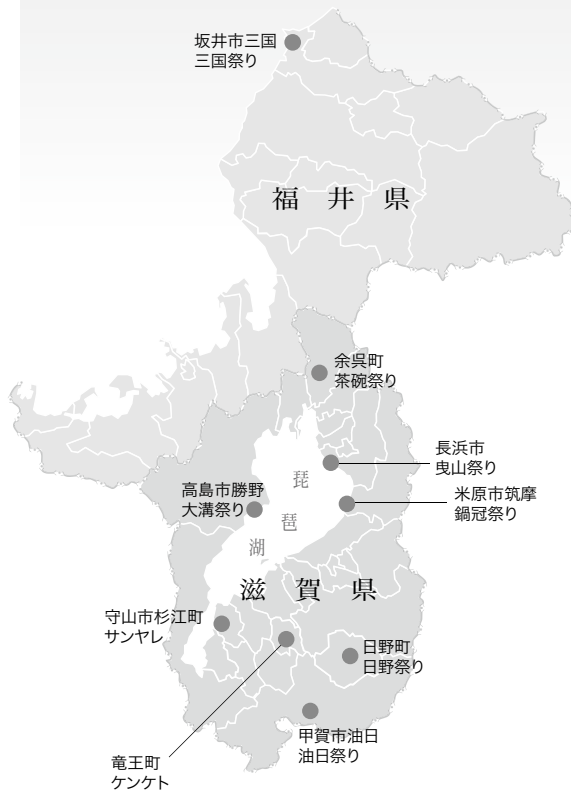 坂井市三国
三国祭り
福井県
余呉町
茶碗祭り
長浜市
曳山祭り
米原市筑摩
鍋冠祭り
高島市勝野
大溝祭り
琵琶湖
滋賀県
守山市杉江町
サンヤレ
日野町
日野祭り
甲賀市油日
油日祭り
竜王町
ケンケト